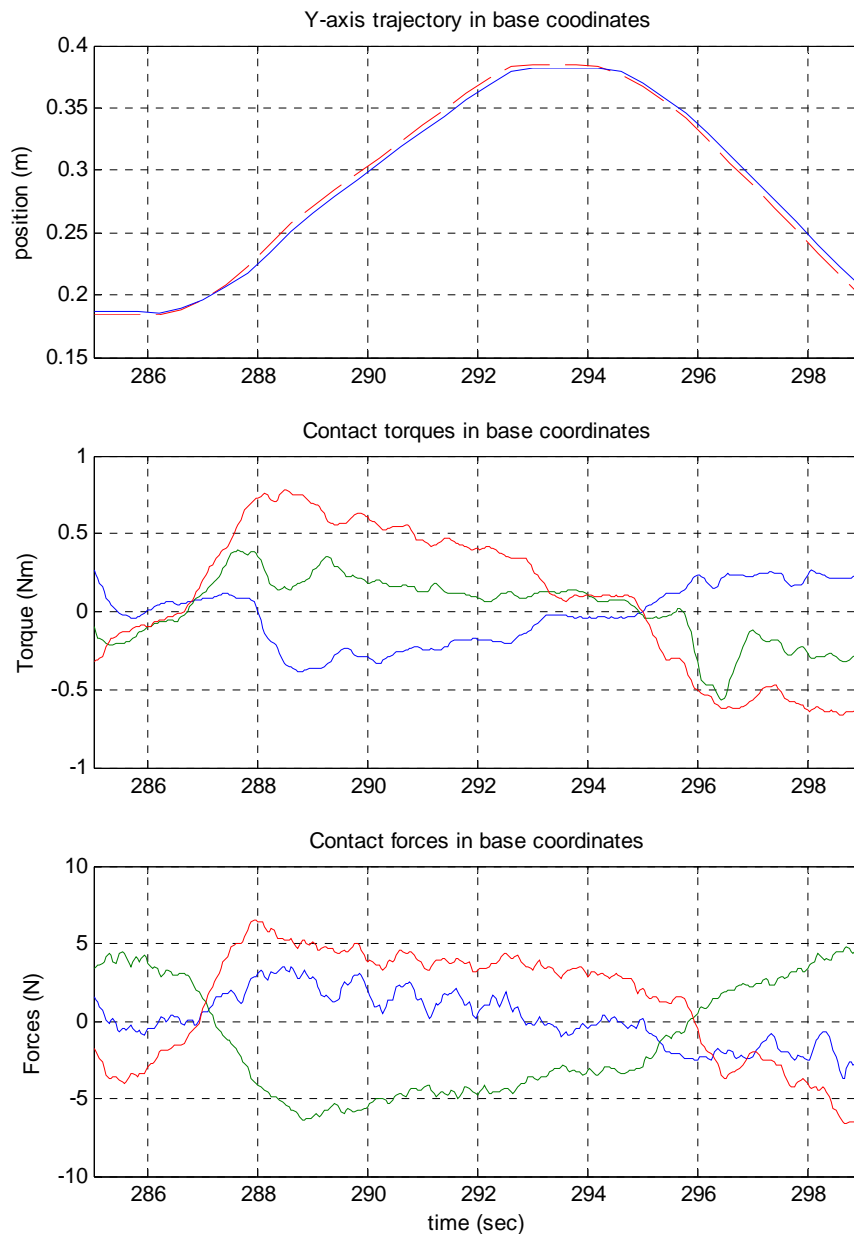 Y-axis trajectory in base coodinates
0.4
0.35
0.3
0.25
0.2
0.15
position (m)
286 288 290 292 294 296 298
Contact torques in base coordinates
1
0.5
0
-0.5
-1
Torque (Nm)
286 288 290 292 294 296 298
Contact forces in base coordinates
10
5
0
-5
-10
Forces (N)
286 288 290 292 294 296 298
time (sec)